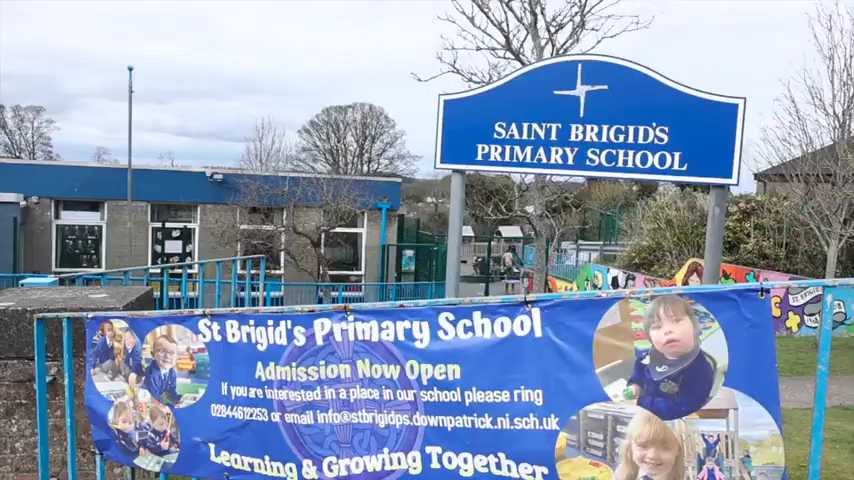 SAINT BRIGID'S
PRIMARY SCHOOL
St Brigid's Primary School
Admission Now Open
If you are interested in a place in our school please ring
02844612253 or email info@stbrigidps.downpatrick.ni.sch.uk
Learning & Growing Together